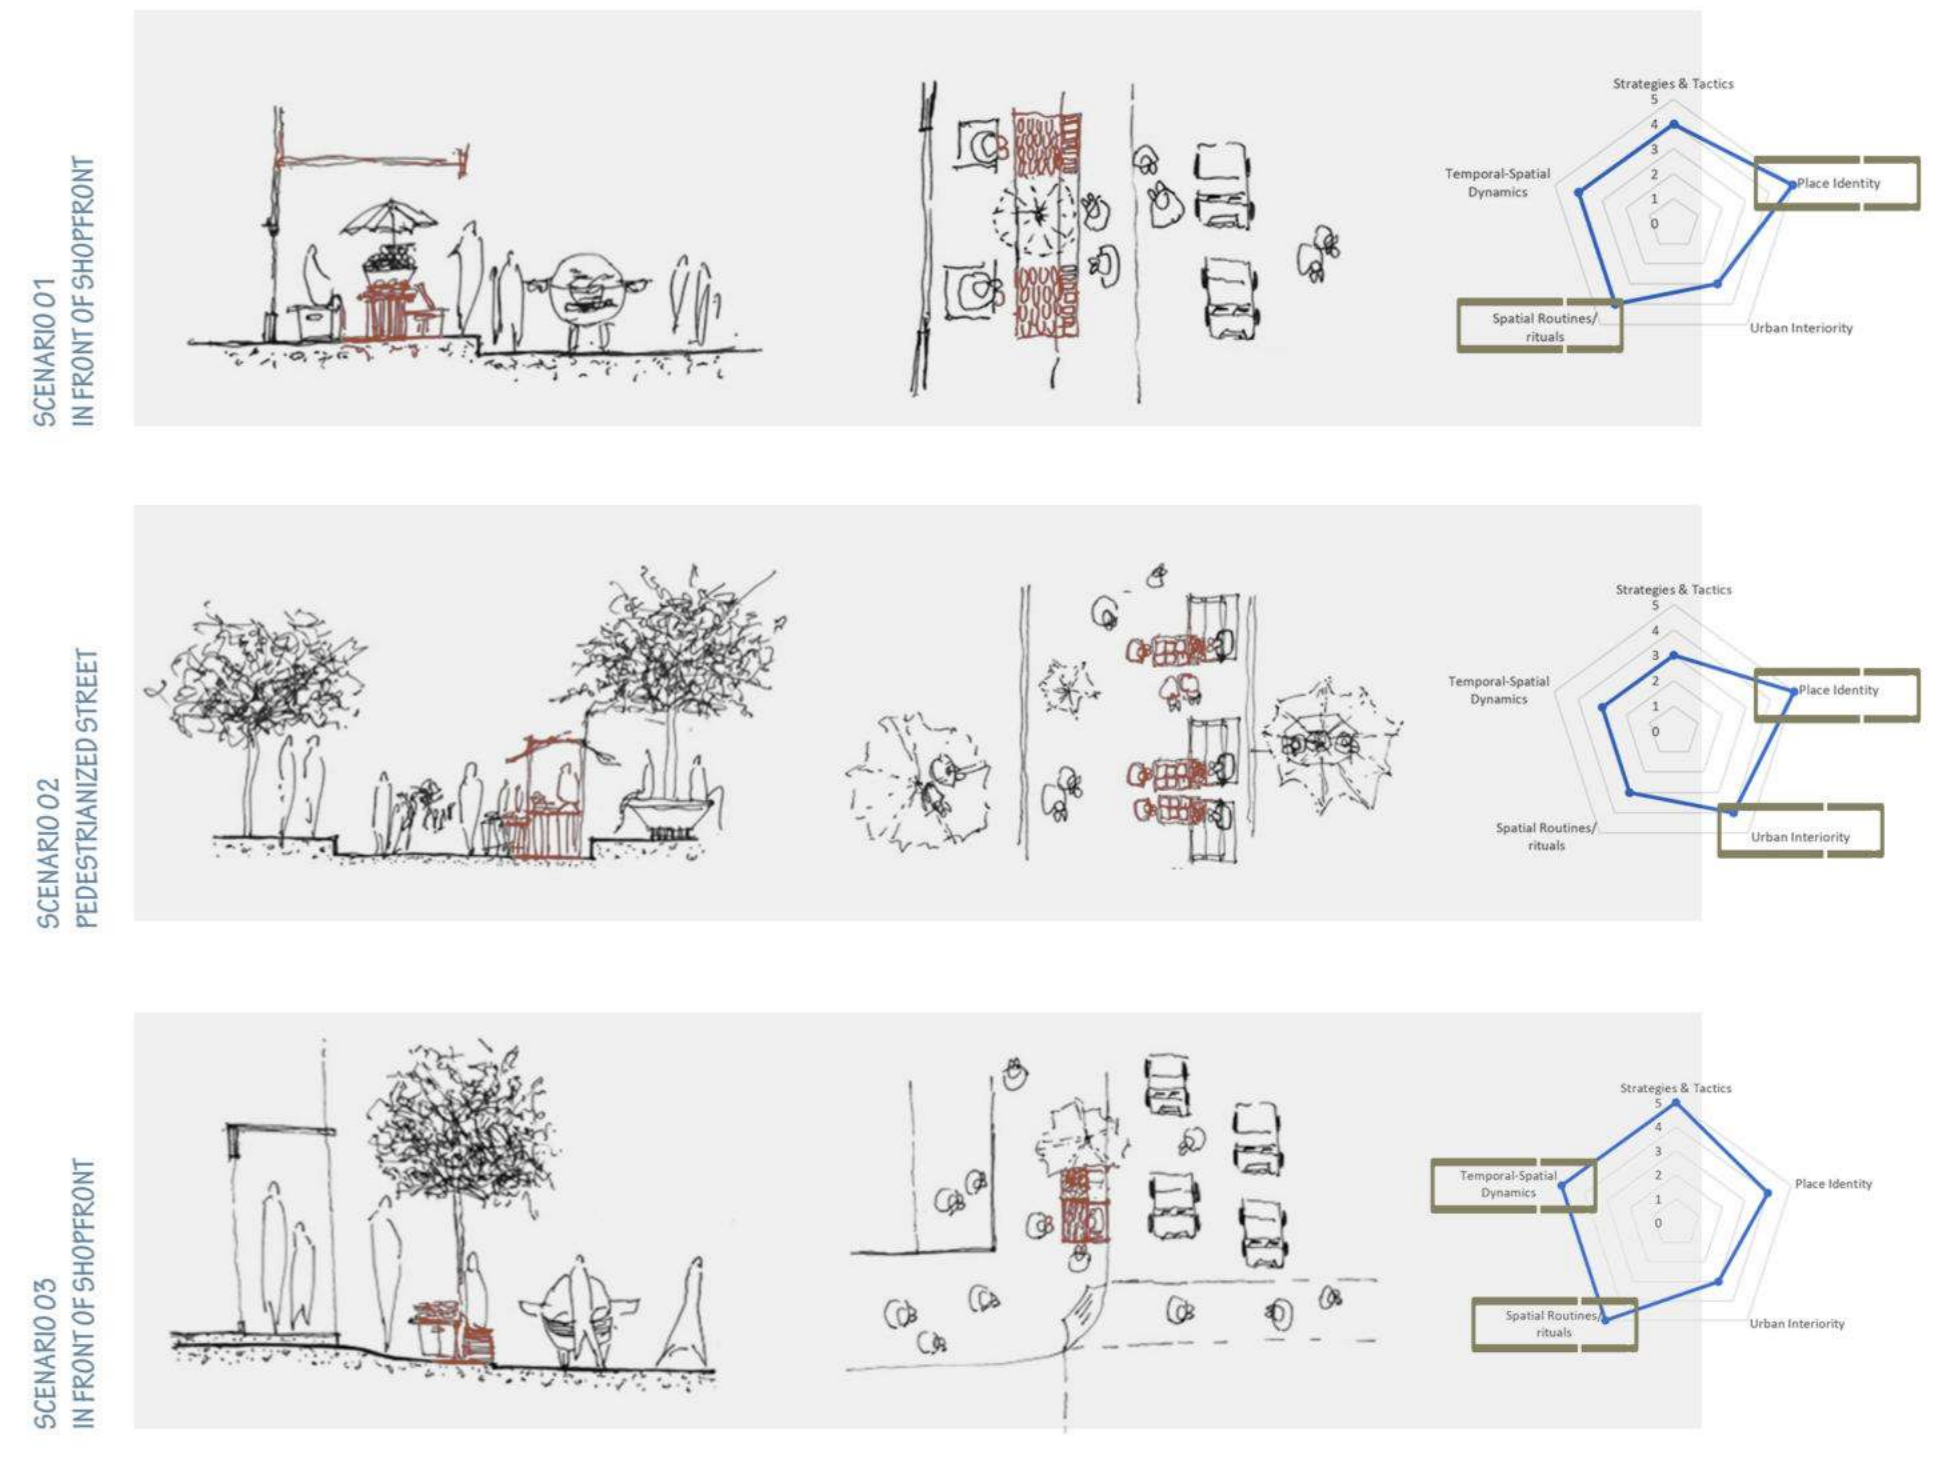 SCENARIO 01
IN FRONT OF SHOPFRONT
Strategies & Tactics
5
4
3
2
1
0
Temporal-Spatial
Dynamics
Place Identity
Spatial Routines/
rituals
Urban Interiority
SCENARIO 02
PEDESTRIANIZED STREET
Strategies & Tactics
5
4
3
2
1
0
Temporal-Spatial
Dynamics
Place Identity
Spatial Routines/
rituals
Urban Interiority
SCENARIO 03
IN FRONT OF SHOPFRONT
Strategies & Tactics
5
4
3
2
1
0
Temporal-Spatial
Dynamics
Place Identity
Spatial Routines/
rituals
Urban Interiority